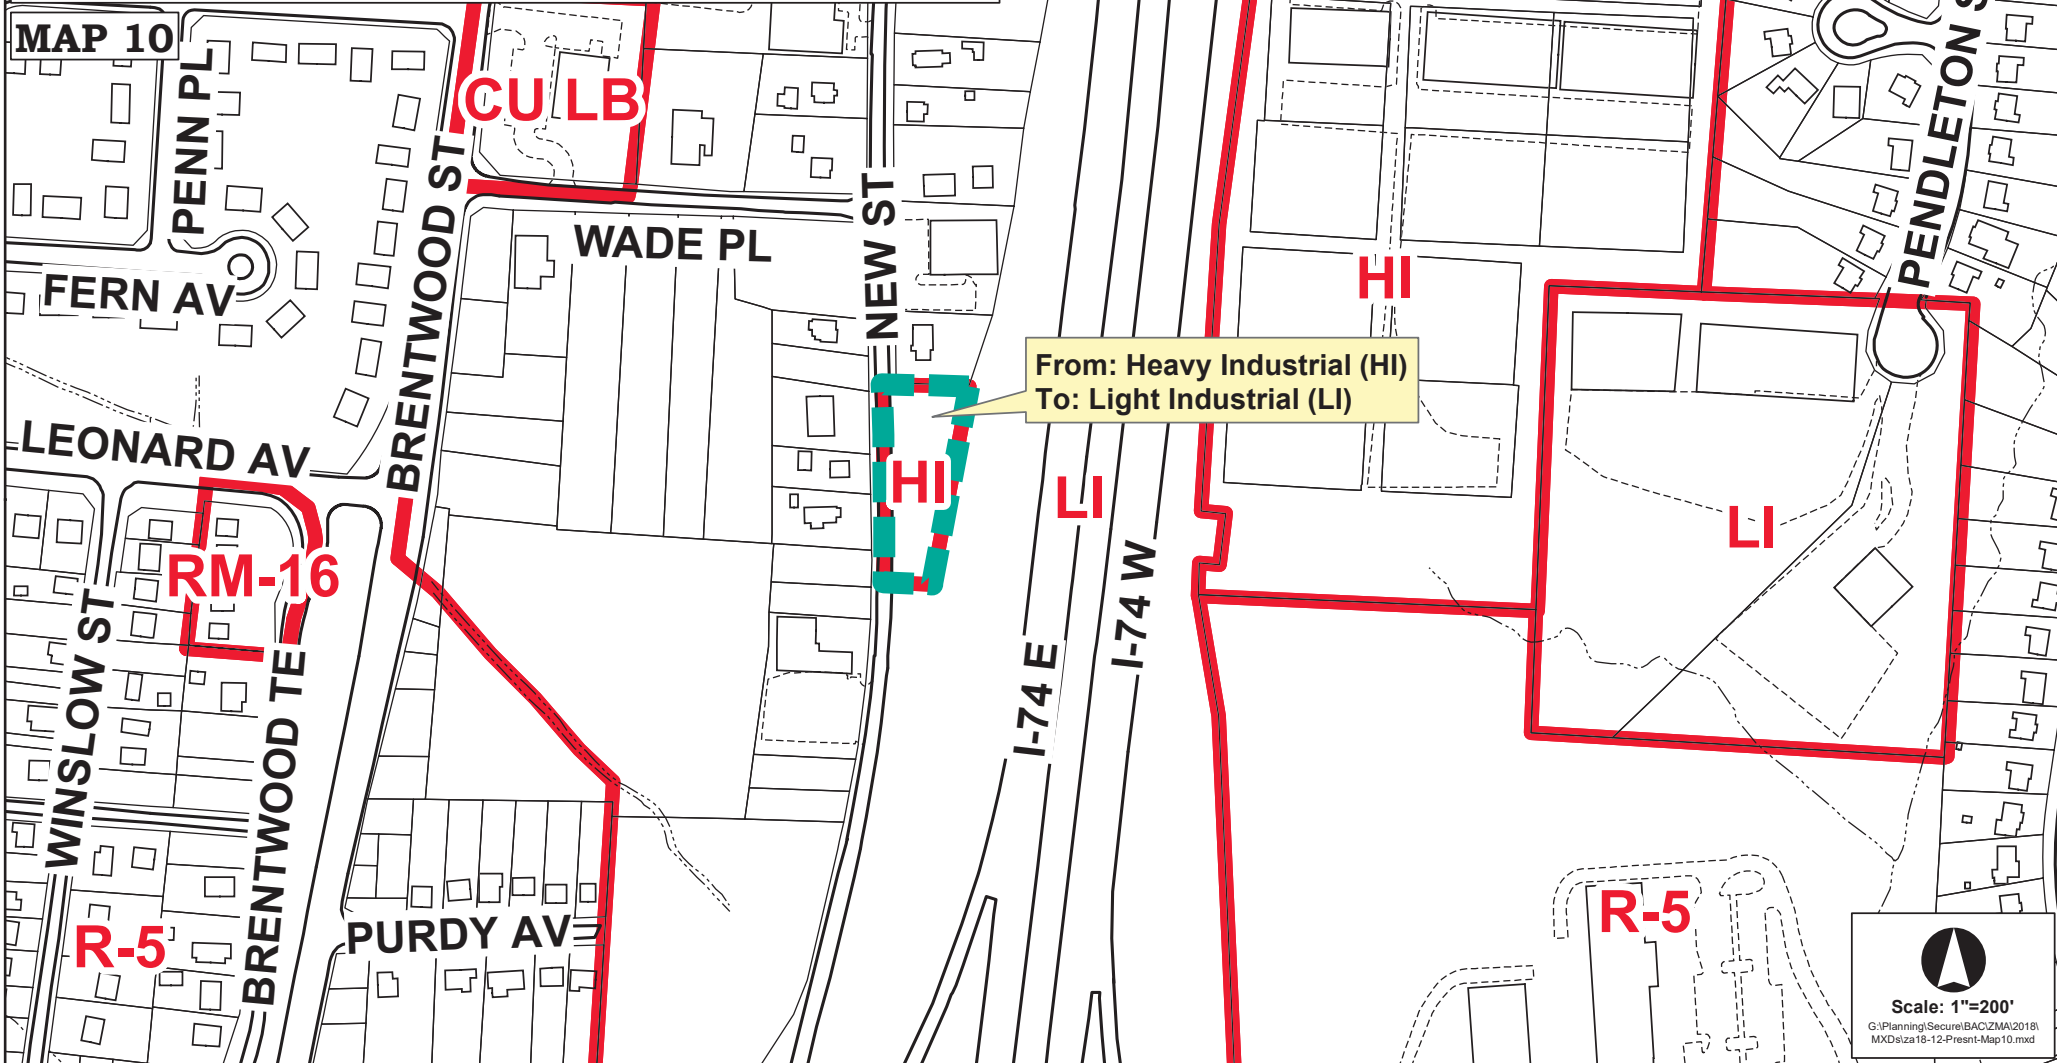 MAP 10
PENN PL
CU LB
PENDLETON S
BRENTWOOD ST
NEW ST
WADE PL
FERN AV
HI
From: Heavy Industrial (HI)
To: Light Industrial (LI)
LEONARD AV
HI
LI
LI
RM-16
I-74 W
WINSLOW ST
I-74 E
BRENTWOOD TE
R-5
PURDY AV
R-5
Scale: 1"=200'
G:\Planning\Secure\BAC\ZMA\2018\
MXDs\za18-12-Presnt-Map10.mxd